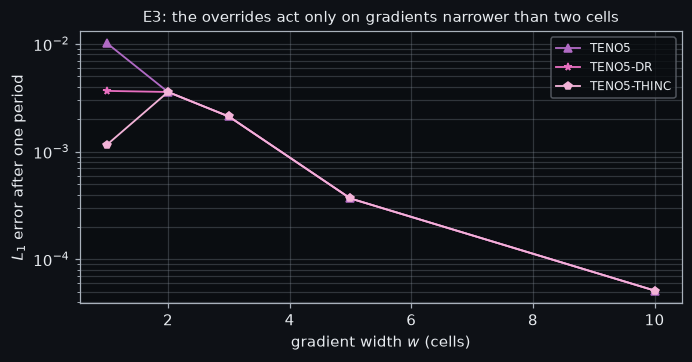 E3: the overrides act only on gradients narrower than two cells
TENO5
TENO5-DR
TENO5-THINC
L₁ error after one period
10⁻²
10⁻³
10⁻⁴
2 4 6 8 10
gradient width w (cells)